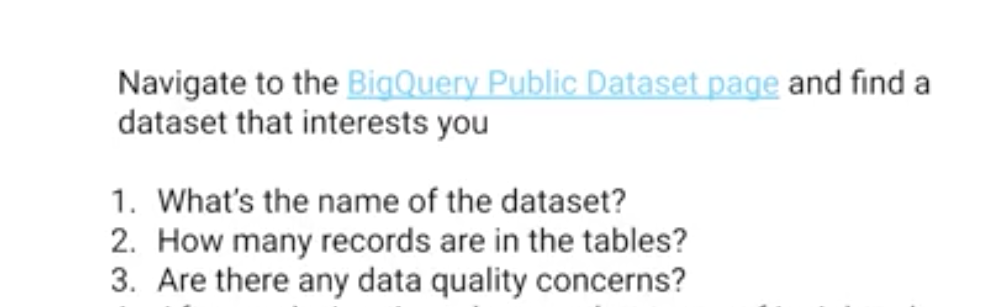 Navigate to the BigQuery Public Dataset page and find a
dataset that interests you
1. What's the name of the dataset?
2. How many records are in the tables?
3. Are there any data quality concerns?